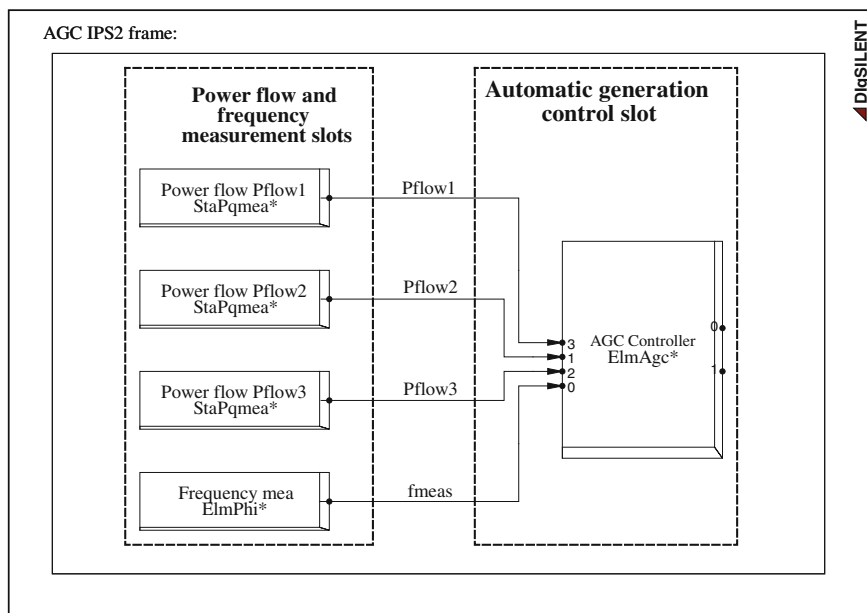 AGC IPS2 frame:
DIgSILENT
Power flow and
frequency
measurement slots
Automatic generation
control slot
Power flow Pflow1
StaPqmea*
Pflow1
Power flow Pflow2
StaPqmea*
Pflow2
Power flow Pflow3
StaPqmea*
Pflow3
Frequency mea
ElmPhi*
fmeas
3
1
2
0
AGC Controller
ElmAgc*
0
1